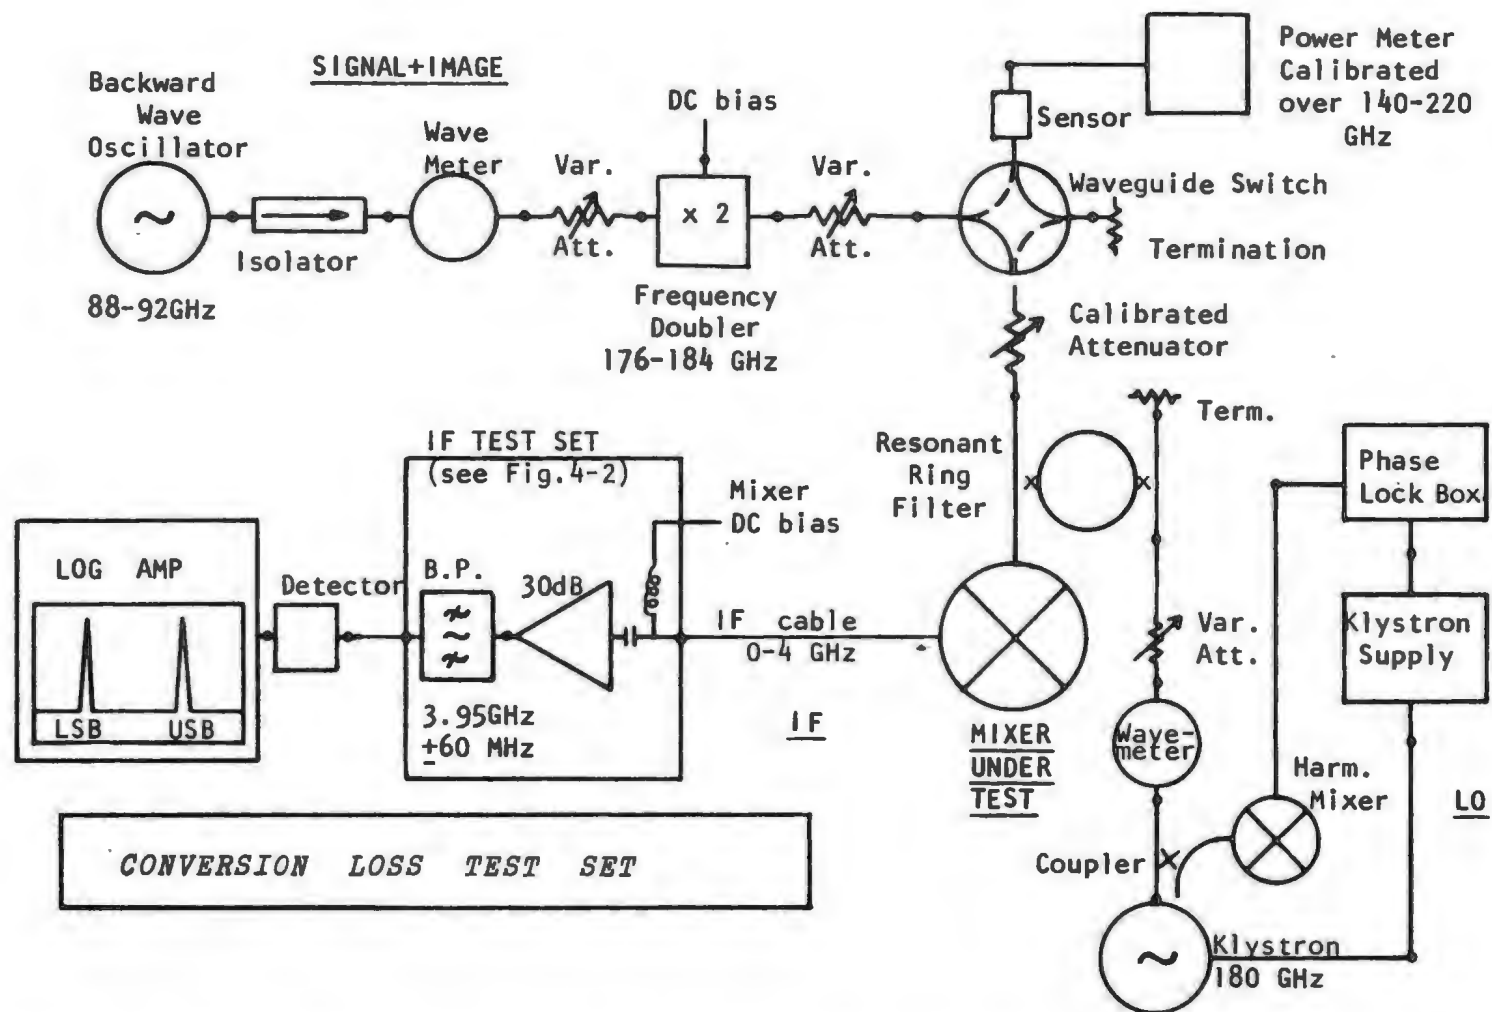 SIGNAL+IMAGE
Backward
Wave
Oscillator
~
88-92GHz
Isolator
Wave
Meter
Var.
Att.
DC bias
x 2
Frequency
Doubler
176-184 GHz
Var.
Att.
Sensor
Power Meter
Calibrated
over 140-220
GHz
Waveguide Switch
Termination
Calibrated
Attenuator
Resonant
Ring
Filter
Term.
Phase
Lock Box
Klystron
Supply
Var.
Att.
Wave-
meter
Harm.
Mixer
LO
Coupler
~
Klystron
180 GHz
MIXER
UNDER
TEST
IF cable
0-4 GHz
IF
Mixer
DC bias
IF TEST SET
(see Fig.4-2)
B.P.
30dB
3.95GHz
±60 MHz
Detector
LOG AMP
LSB USB
CONVERSION LOSS TEST SET